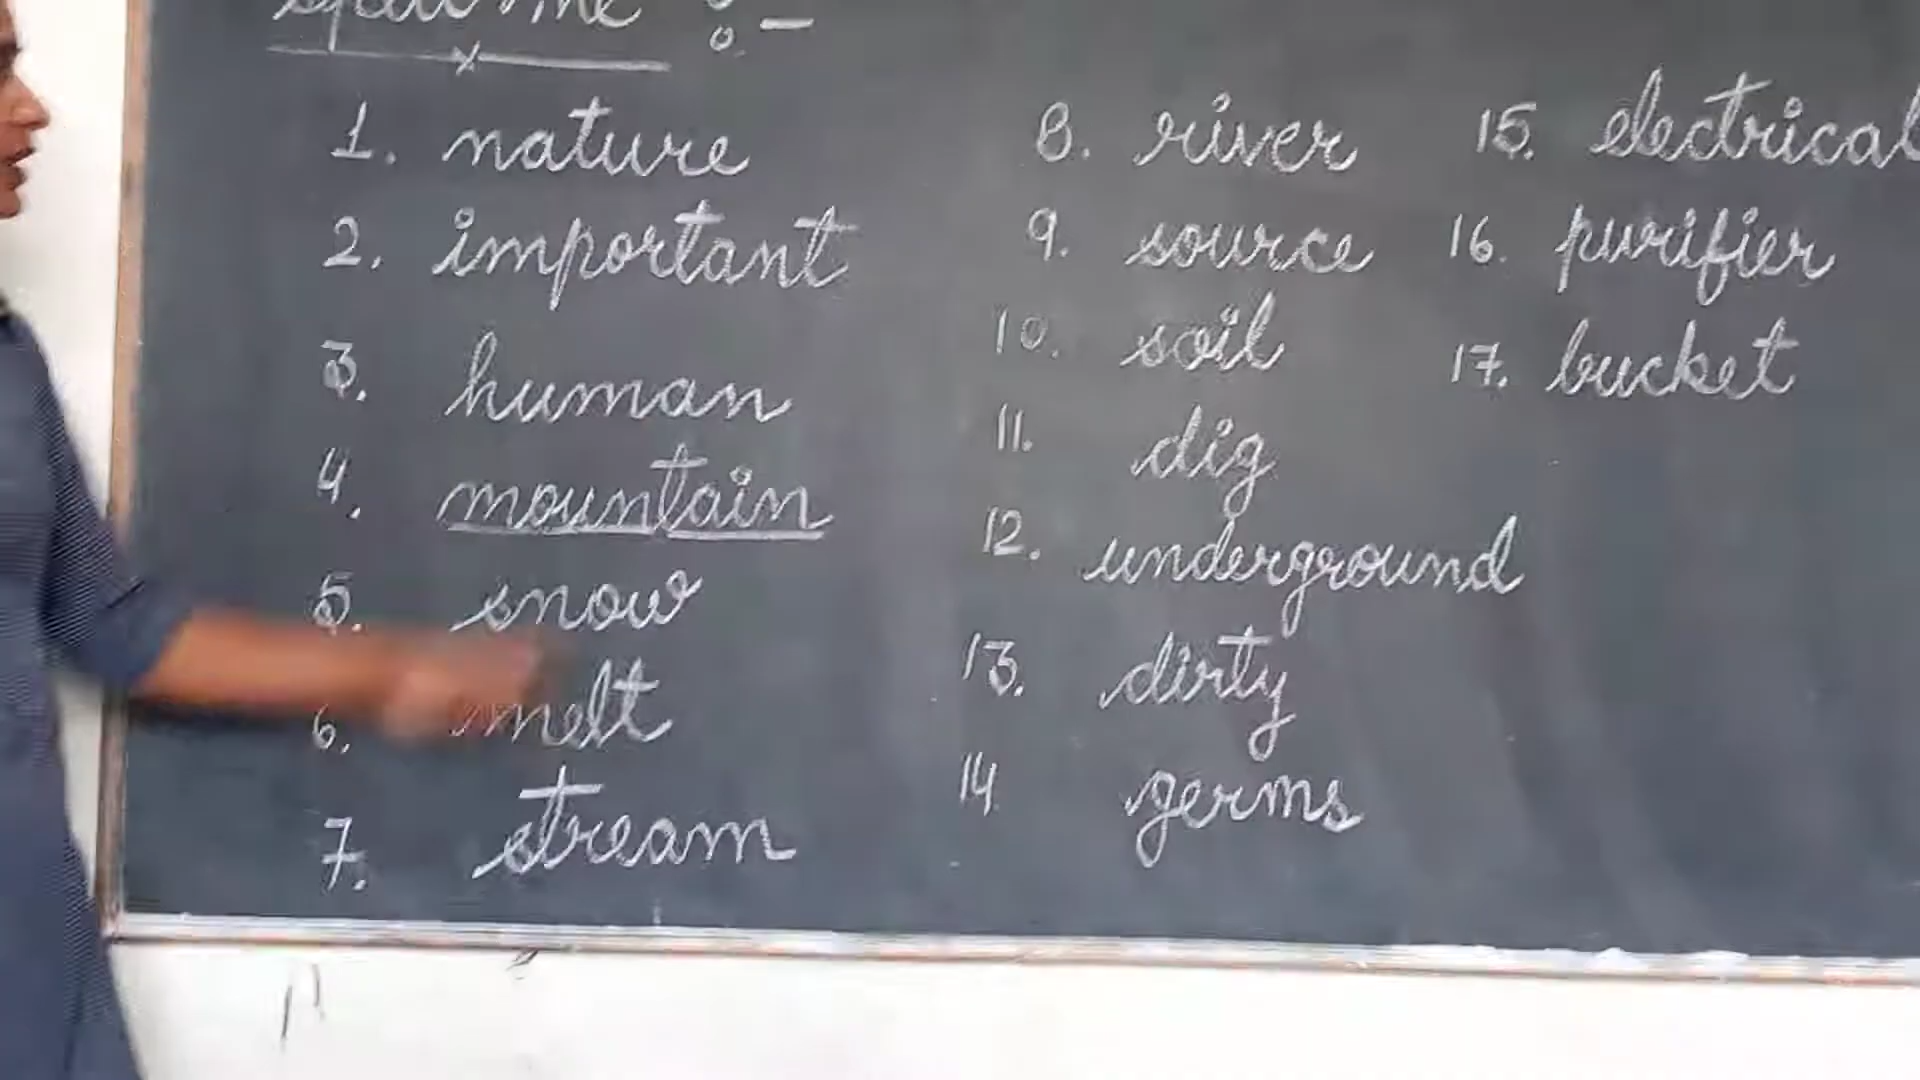 me :-
1. nature
2. important
3. human
4. mountain
5. snow
6. melt
7. stream
8. river
9. source
10. soil
11. dig
12. underground
13. dirty
14 germs
15. electrical
16. purifier
17. bucket